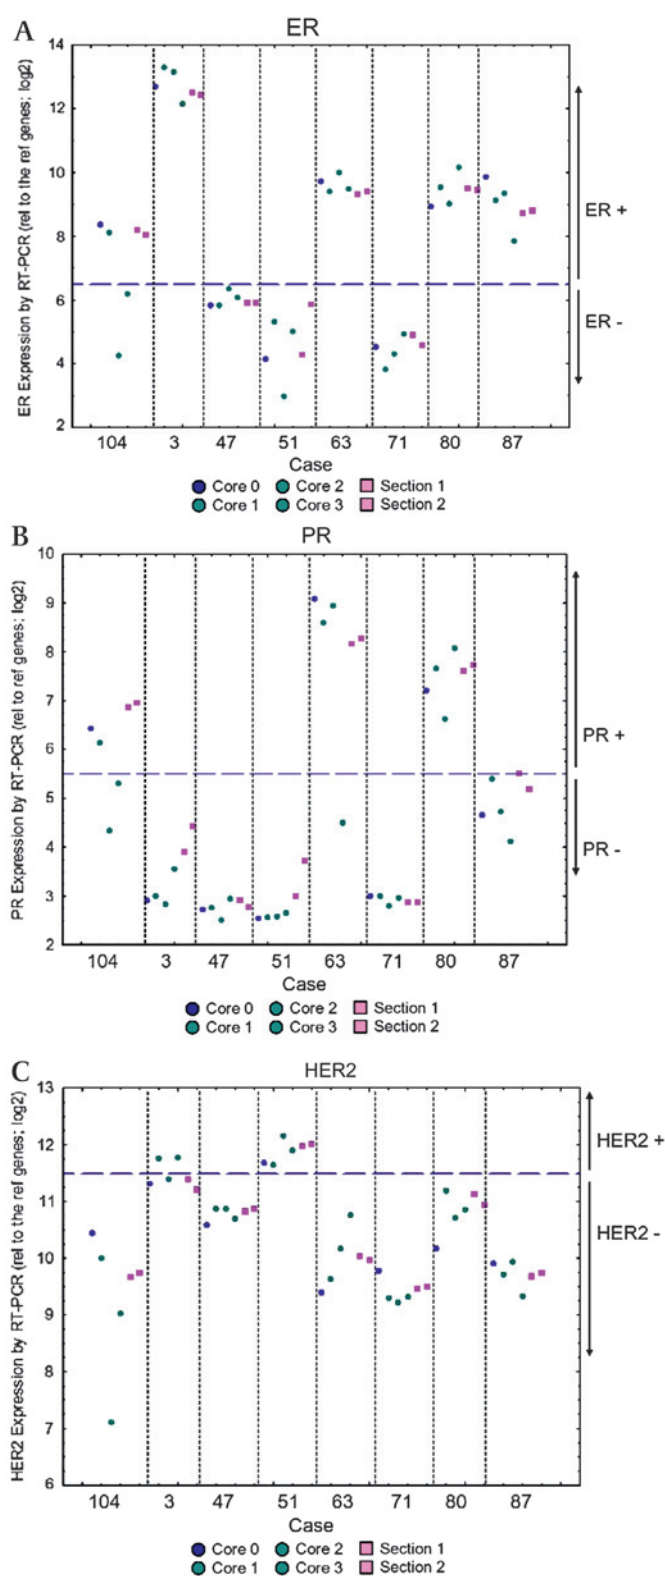 A
ER
ER Expression by RT-PCR (rel to the ref genes; log2)
14
12
10
8
6
4
2
ER +
ER -
104 3 47 51 63 71 80 87
Case
Core 0 Core 2 Section 1
Core 1 Core 3 Section 2
B
PR
PR Expression by RT-PCR (rel to ref genes; log2)
10
9
8
7
6
5
4
3
2
PR +
PR -
104 3 47 51 63 71 80 87
Case
Core 0 Core 2 Section 1
Core 1 Core 3 Section 2
C
HER2
HER2 Expression by RT-PCR (rel to the ref genes; log2)
13
12
11
10
9
8
7
6
HER2 +
HER2 -
104 3 47 51 63 71 80 87
Case
Core 0 Core 2 Section 1
Core 1 Core 3 Section 2